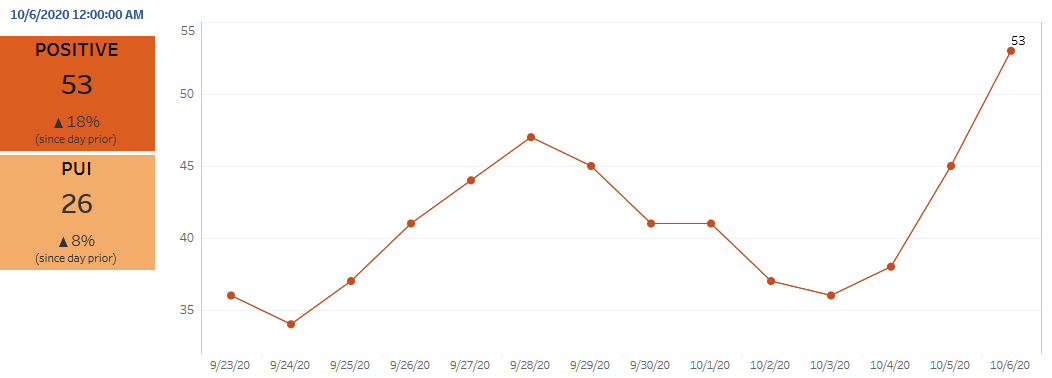 10/6/2020 12:00:00 AM
POSITIVE
53
▲18%
(since day prior)
PUI
26
▲8%
(since day prior)
55
50
45
40
35
53
9/23/20 9/24/20 9/25/20 9/26/20 9/27/20 9/28/20 9/29/20 9/30/20 10/1/20 10/2/20 10/3/20 10/4/20 10/5/20 10/6/20